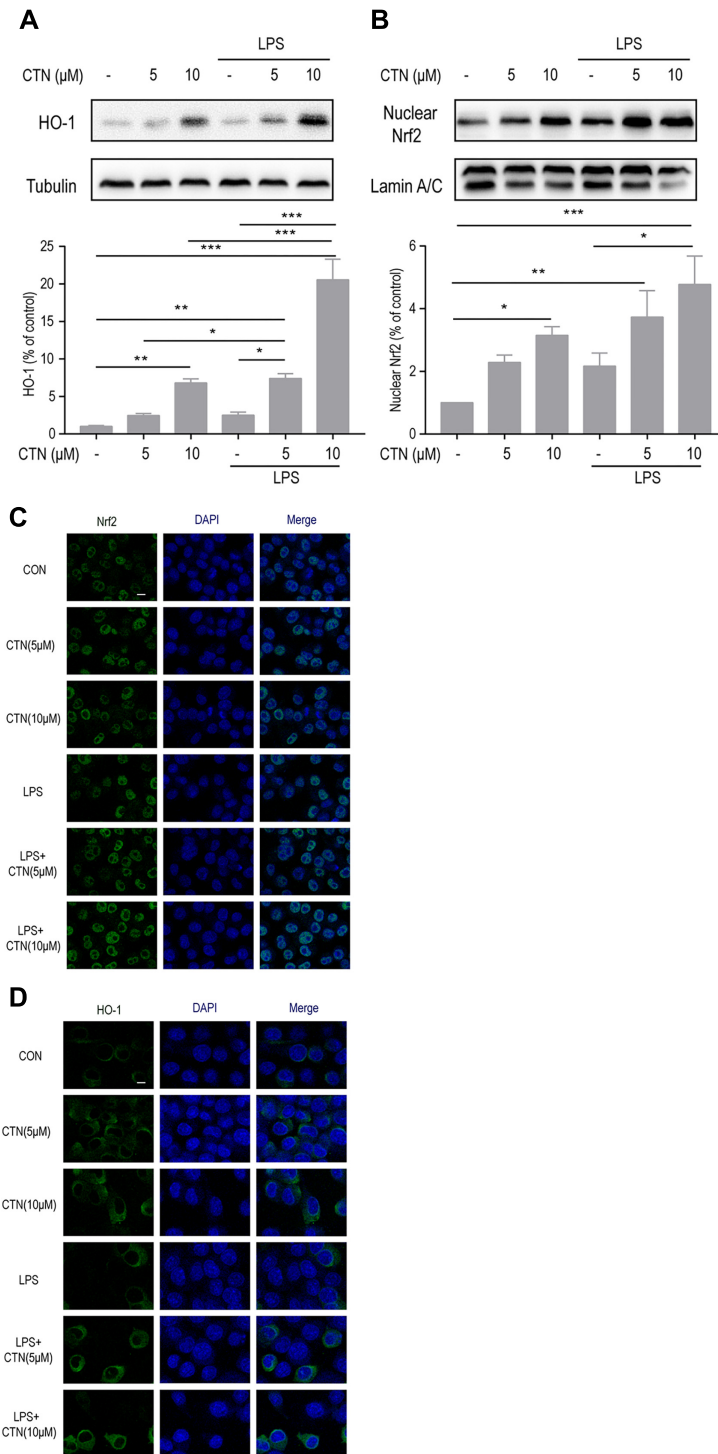 A
LPS
CTN (µM) - 5 10 - 5 10
HO-1
Tubulin
***
***
***
**
*
**
*
HO-1 (% of control)
25
20
15
10
5
0
CTN (µM) - 5 10 - 5 10
LPS
B
LPS
CTN (µM) - 5 10 - 5 10
Nuclear
Nrf2
Lamin A/C
***
*
**
*
Nuclear Nrf2 (% of control)
6
4
2
0
CTN (µM) - 5 10 - 5 10
LPS
C
Nrf2 DAPI Merge
CON
CTN(5µM)
CTN(10µM)
LPS
LPS+
CTN(5µM)
LPS+
CTN(10µM)
D
HO-1 DAPI Merge
CON
CTN(5µM)
CTN(10µM)
LPS
LPS+
CTN(5µM)
LPS+
CTN(10µM)